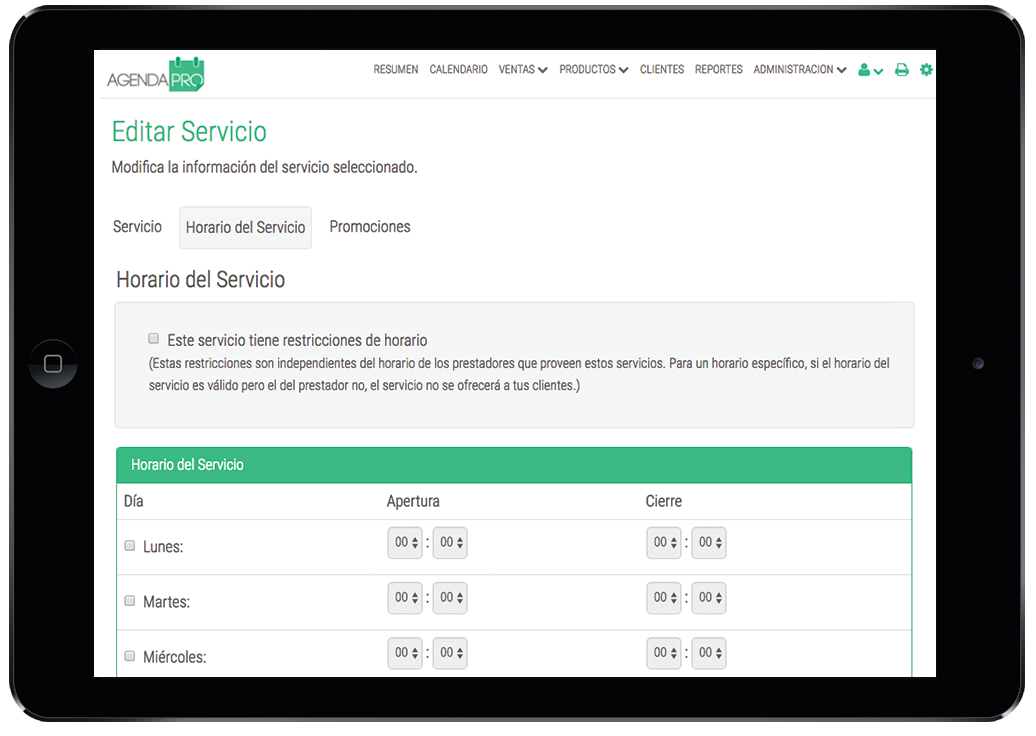 AGENDAPRO
RESUMEN CALENDARIO VENTAS PRODUCTOS CLIENTES REPORTES ADMINISTRACION
Editar Servicio
Modifica la información del servicio seleccionado.
Servicio Horario del Servicio Promociones
Horario del Servicio
Este servicio tiene restricciones de horario
(Estas restricciones son independientes del horario de los prestadores que proveen estos servicios. Para un horario específico, si el horario del
servicio es válido pero el del prestador no, el servicio no se ofrecerá a tus clientes.)
Horario del Servicio
Día Apertura Cierre
Lunes: 00 : 00 00 : 00
Martes: 00 : 00 00 : 00
Miércoles: 00 : 00 00 : 00